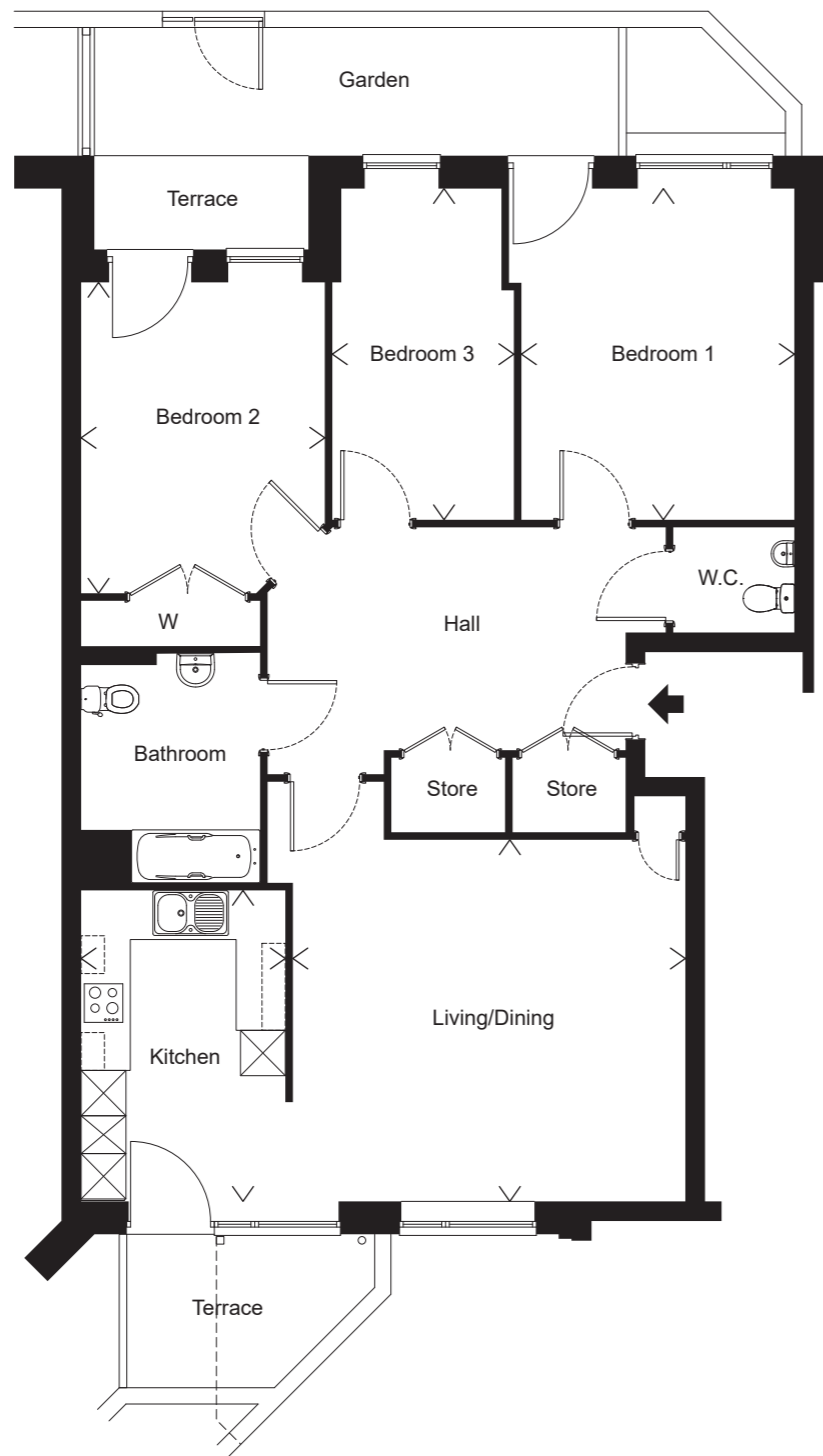 Garden
Terrace
Bedroom 3
Bedroom 1
Bedroom 2
W.C.
W
Hall
Bathroom
Store
Store
Living/Dining
Kitchen
Terrace